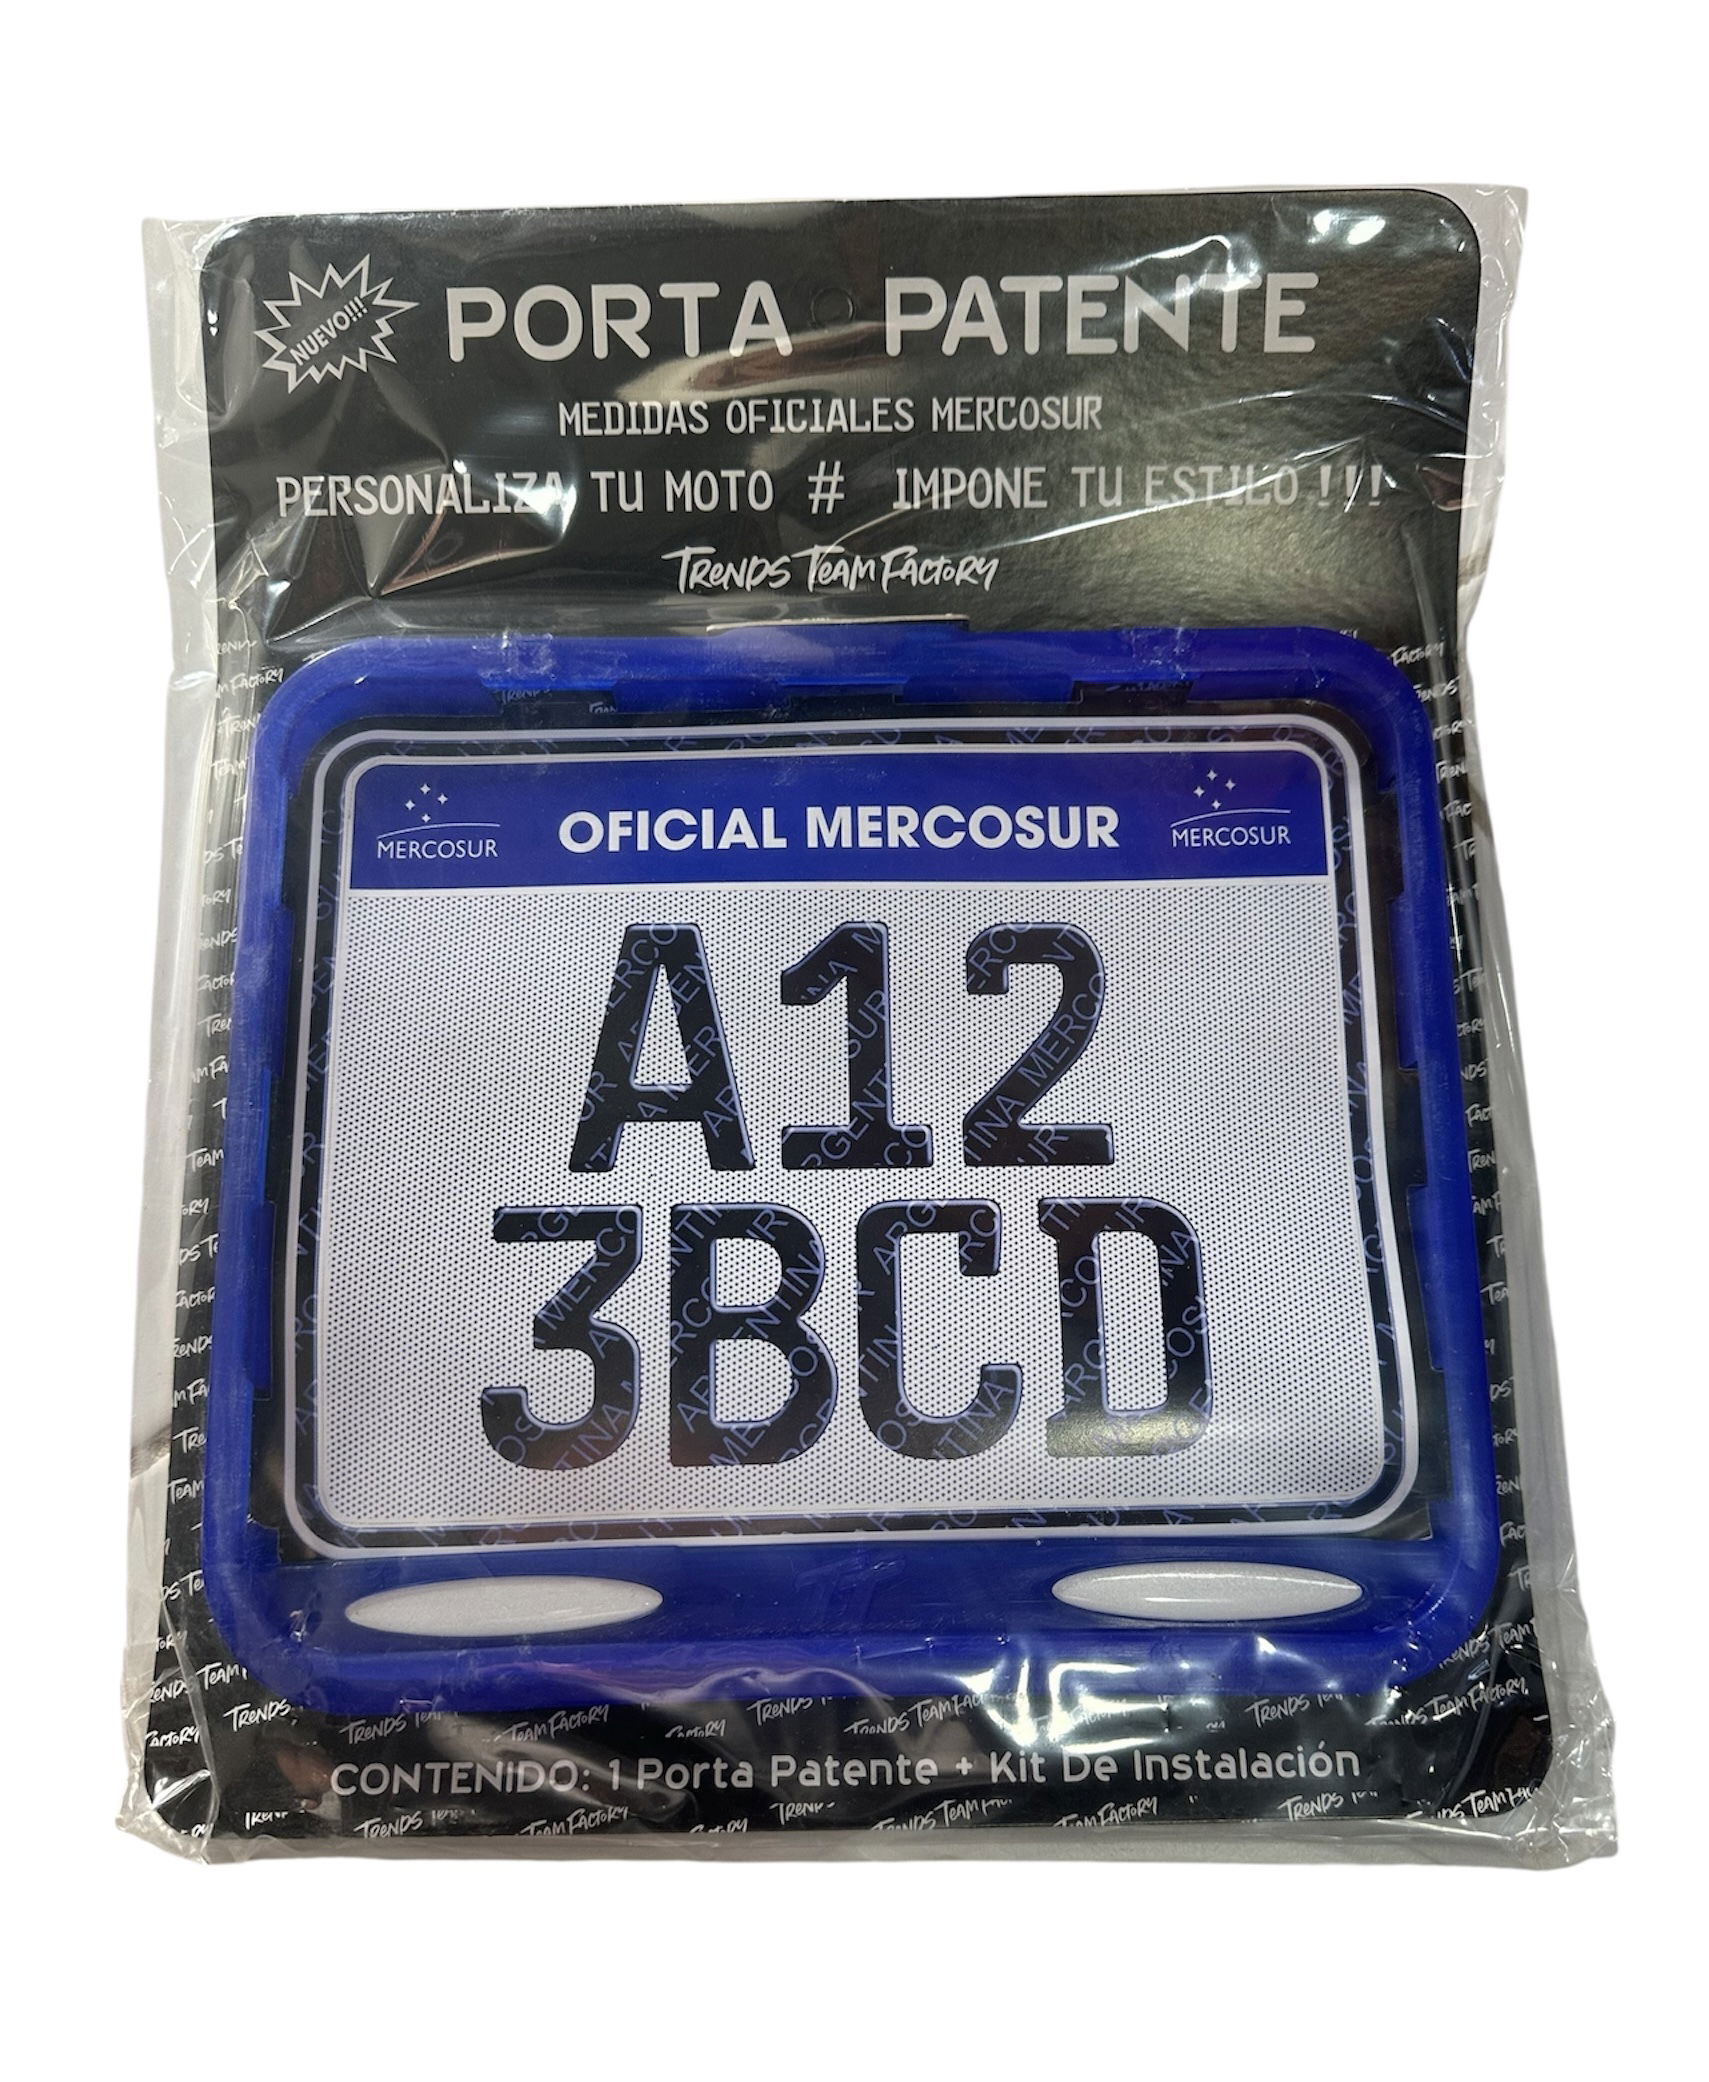 NUEVO!!!
PORTA PATENTE
MEDIDAS OFICIALES MERCOSUR
PERSONALIZA TU MOTO # IMPONE TU ESTILO !!!
TRENDS TEAM FACTORY
MERCOSUR
OFICIAL MERCOSUR
MERCOSUR
A12
3BCD
CONTENIDO: 1 Porta Patente + Kit De Instalación